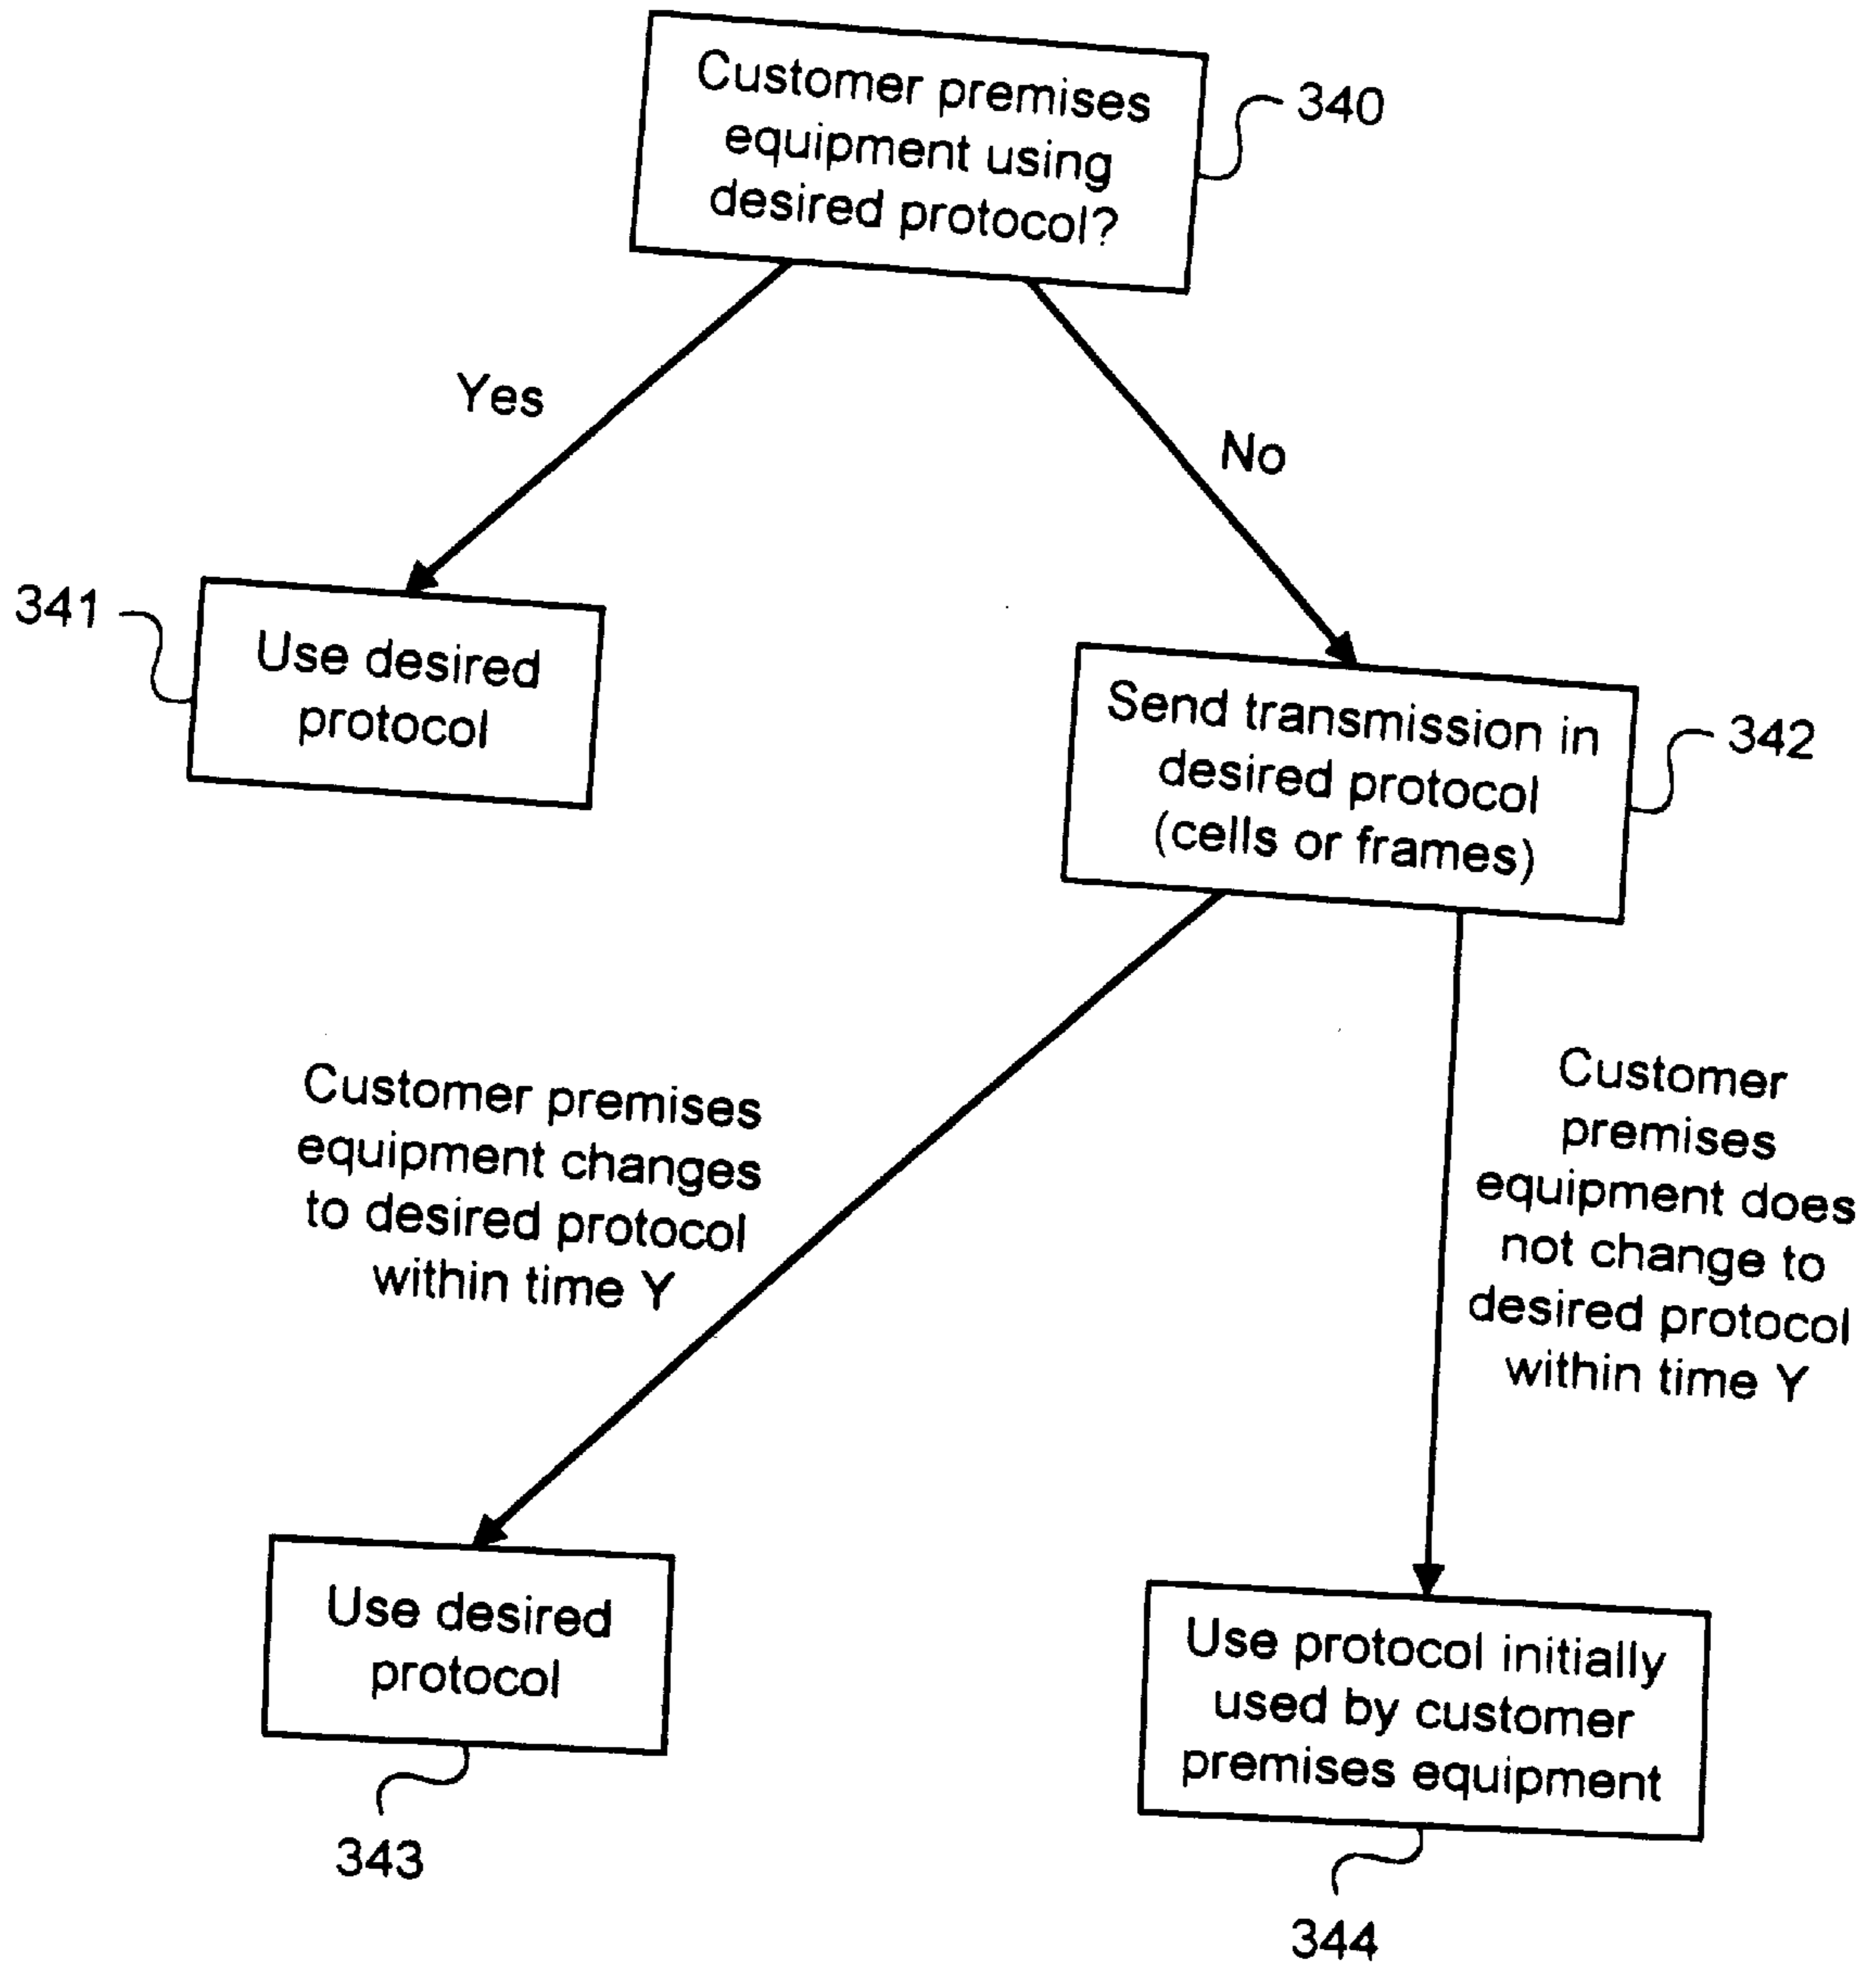 Customer premises
equipment using
desired protocol?
340
Yes
No
341
Use desired
protocol
Send transmission in
desired protocol
(cells or frames)
342
Customer premises
equipment changes
to desired protocol
within time Y
Customer
premises
equipment does
not change to
desired protocol
within time Y
Use desired
protocol
343
Use protocol initially
used by customer
premises equipment
344